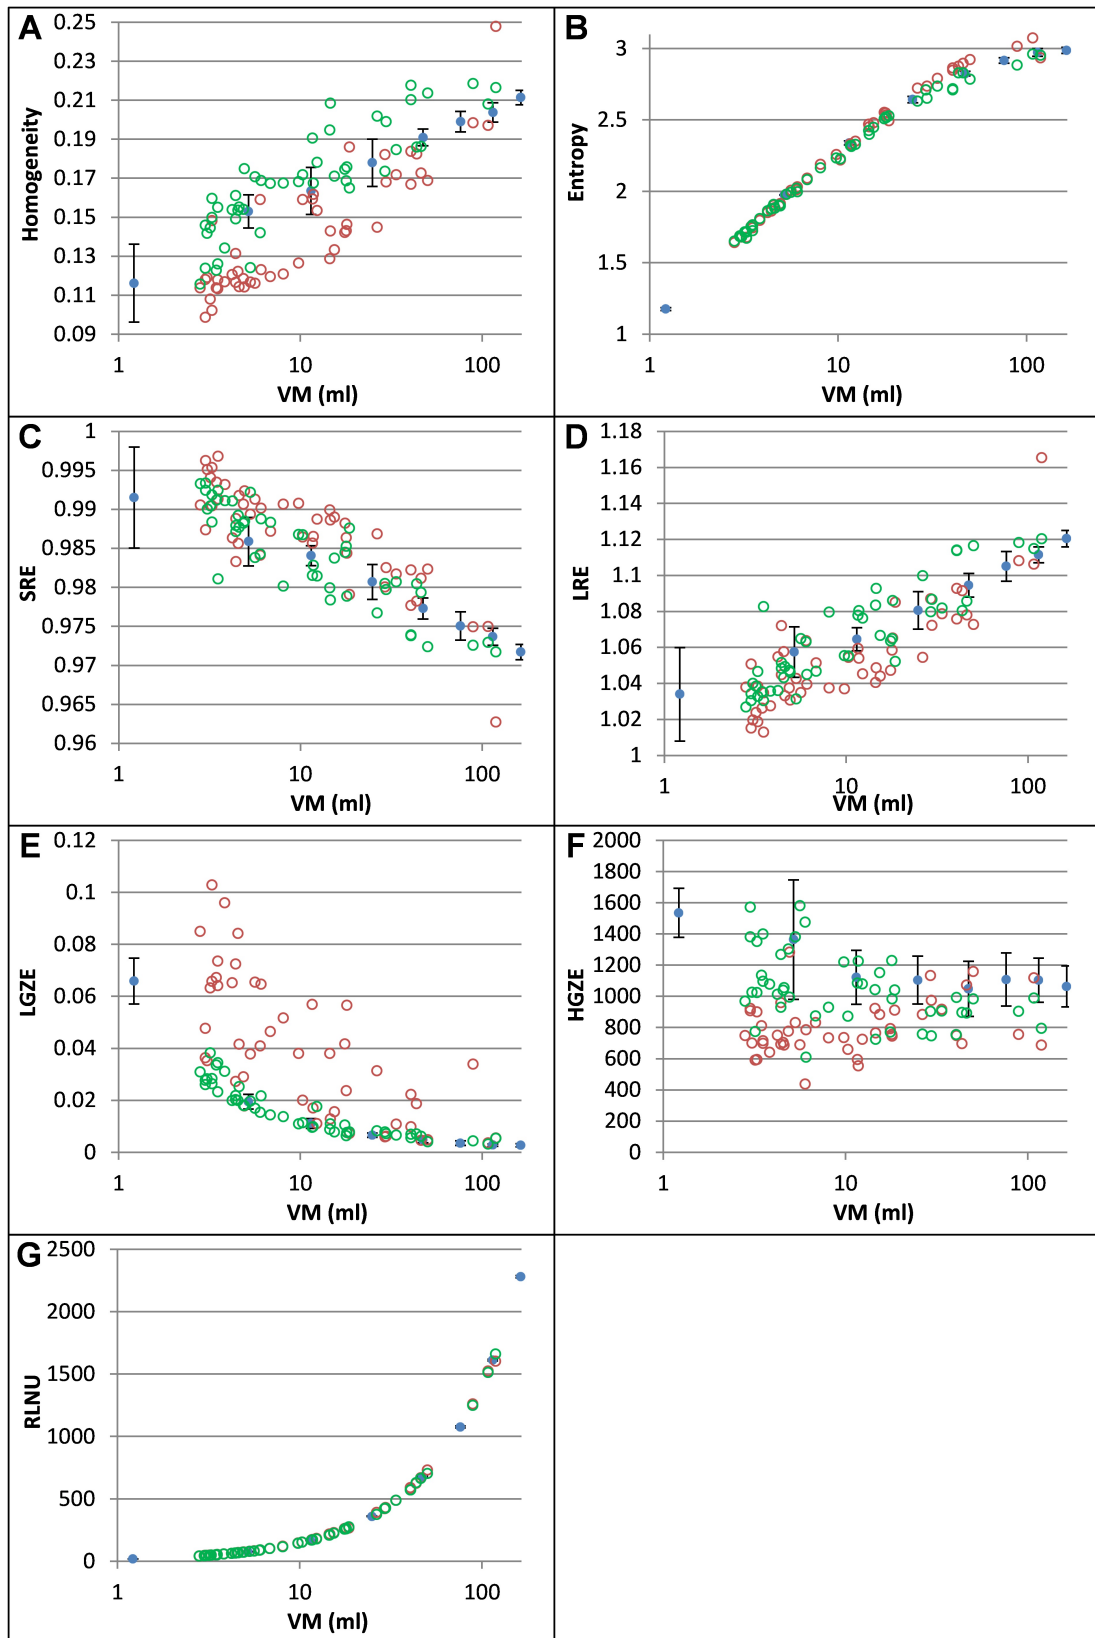 A
Homogeneity
0.25
0.23
0.21
0.19
0.17
0.15
0.13
0.11
0.09
1 10 100
VM (ml)
B
Entropy
3
2.5
2
1.5
1
1 10 100
VM (ml)
C
SRE
1
0.995
0.99
0.985
0.98
0.975
0.97
0.965
0.96
1 10 100
VM (ml)
D
LRE
1.18
1.16
1.14
1.12
1.1
1.08
1.06
1.04
1.02
1
1 10 100
VM (ml)
E
LGZE
0.12
0.1
0.08
0.06
0.04
0.02
0
1 10 100
VM (ml)
F
HGZE
2000
1800
1600
1400
1200
1000
800
600
400
200
0
1 10 100
VM (ml)
G
RLNU
2500
2000
1500
1000
500
0
1 10 100
VM (ml)